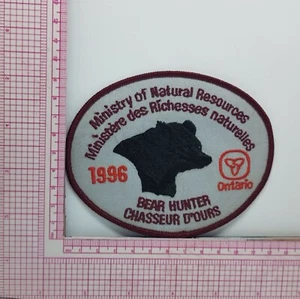 Ministry of Natural Resources
Ministère des Richesses naturelles
1996
Ontario
BEAR HUNTER
CHASSEUR D'OURS